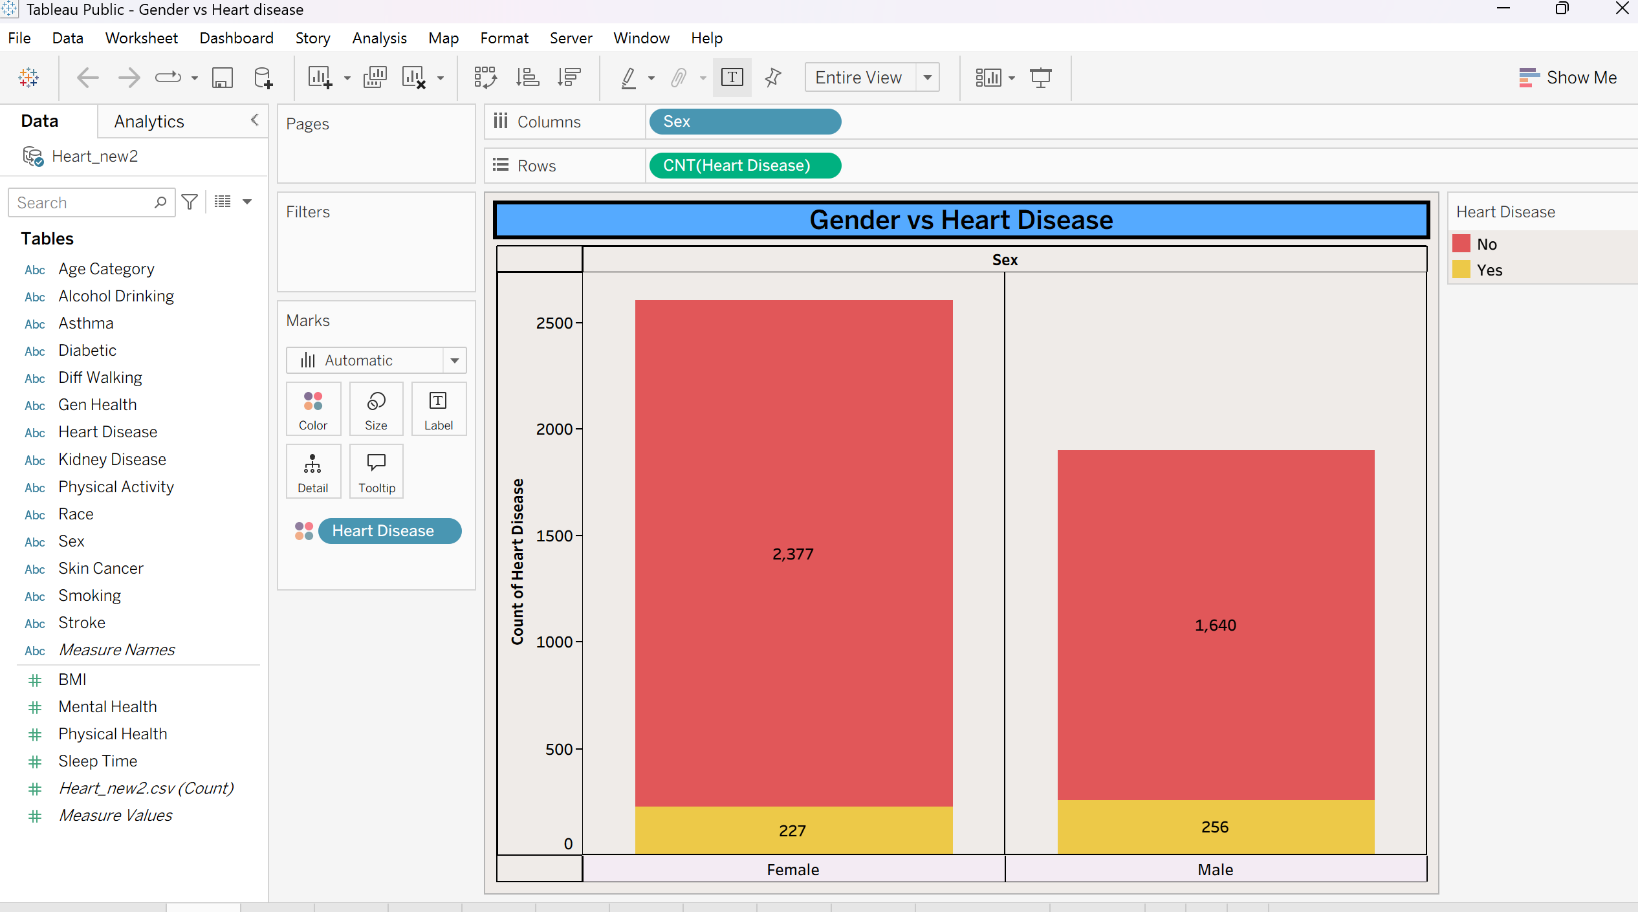 Tableau Public - Gender vs Heart disease
File Data Worksheet Dashboard Story Analysis Map Format Server Window Help
Entire View
Show Me
Data Analytics
Heart_new2
Search
Tables
Abc Age Category
Abc Alcohol Drinking
Abc Asthma
Abc Diabetic
Abc Diff Walking
Abc Gen Health
Abc Heart Disease
Abc Kidney Disease
Abc Physical Activity
Abc Race
Abc Sex
Abc Skin Cancer
Abc Smoking
Abc Stroke
Abc Measure Names
# BMI
# Mental Health
# Physical Health
# Sleep Time
# Heart_new2.csv (Count)
# Measure Values
Pages
Filters
Marks
Automatic
Color Size Label
Detail Tooltip
Heart Disease
Columns Sex
Rows CNT(Heart Disease)
Gender vs Heart Disease
Sex
Count of Heart Disease
2500
2000
1500
1000
500
0
2,377
227
1,640
256
Female Male
Heart Disease
No
Yes